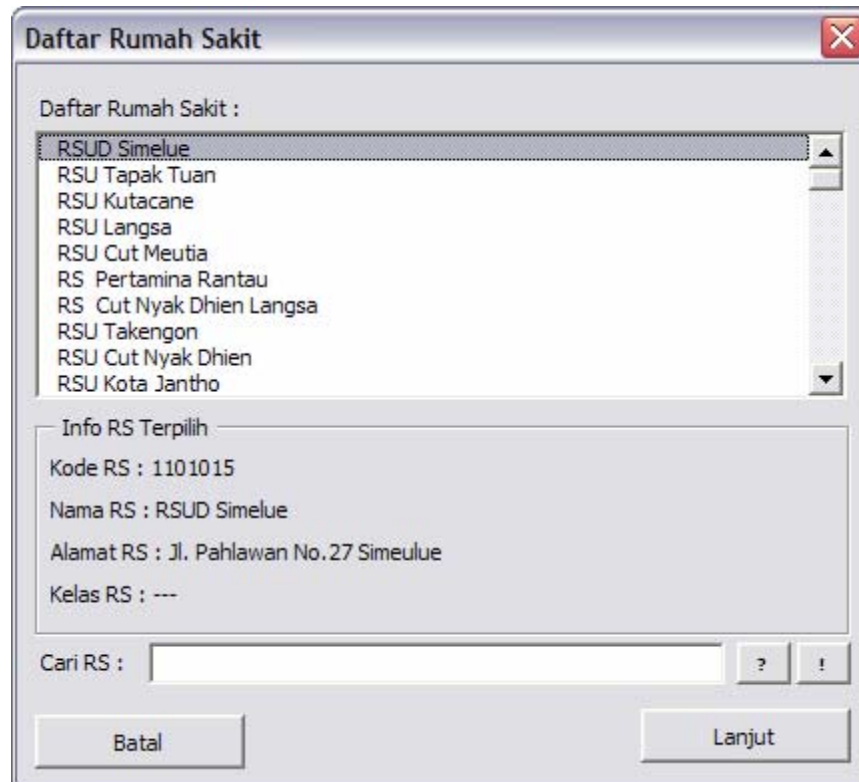 Daftar Rumah Sakit
Daftar Rumah Sakit :
RSUD Simelue
RSU Tapak Tuan
RSU Kutacane
RSU Langsa
RSU Cut Meutia
RS  Pertamina Rantau
RS  Cut Nyak Dhien Langsa
RSU Takengon
RSU Cut Nyak Dhien
RSU Kota Jantho
Info RS Terpilih
Kode RS : 1101015
Nama RS : RSUD Simelue
Alamat RS : Jl. Pahlawan No.27 Simeulue
Kelas RS : ---
Cari RS : ? !
Batal Lanjut